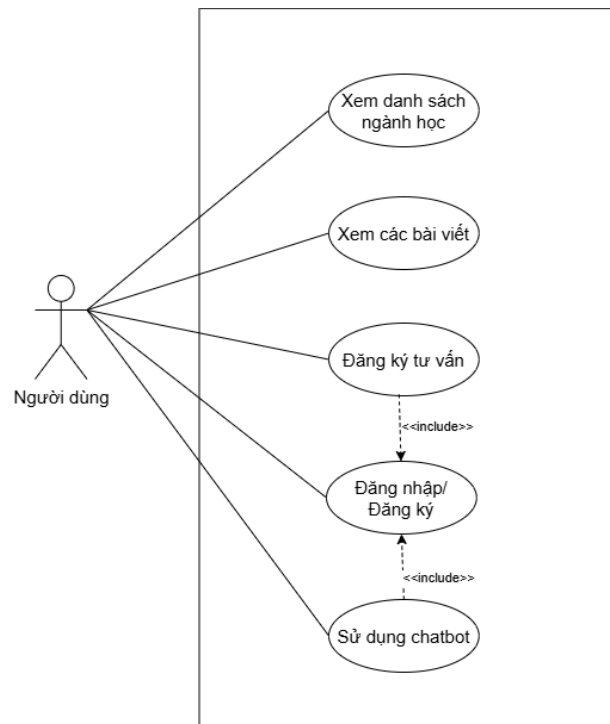 Xem danh sách
ngành học
Xem các bài viết
Người dùng
Đăng ký tư vấn
<<include>>
Đăng nhập/
Đăng ký
<<include>>
Sử dụng chatbot